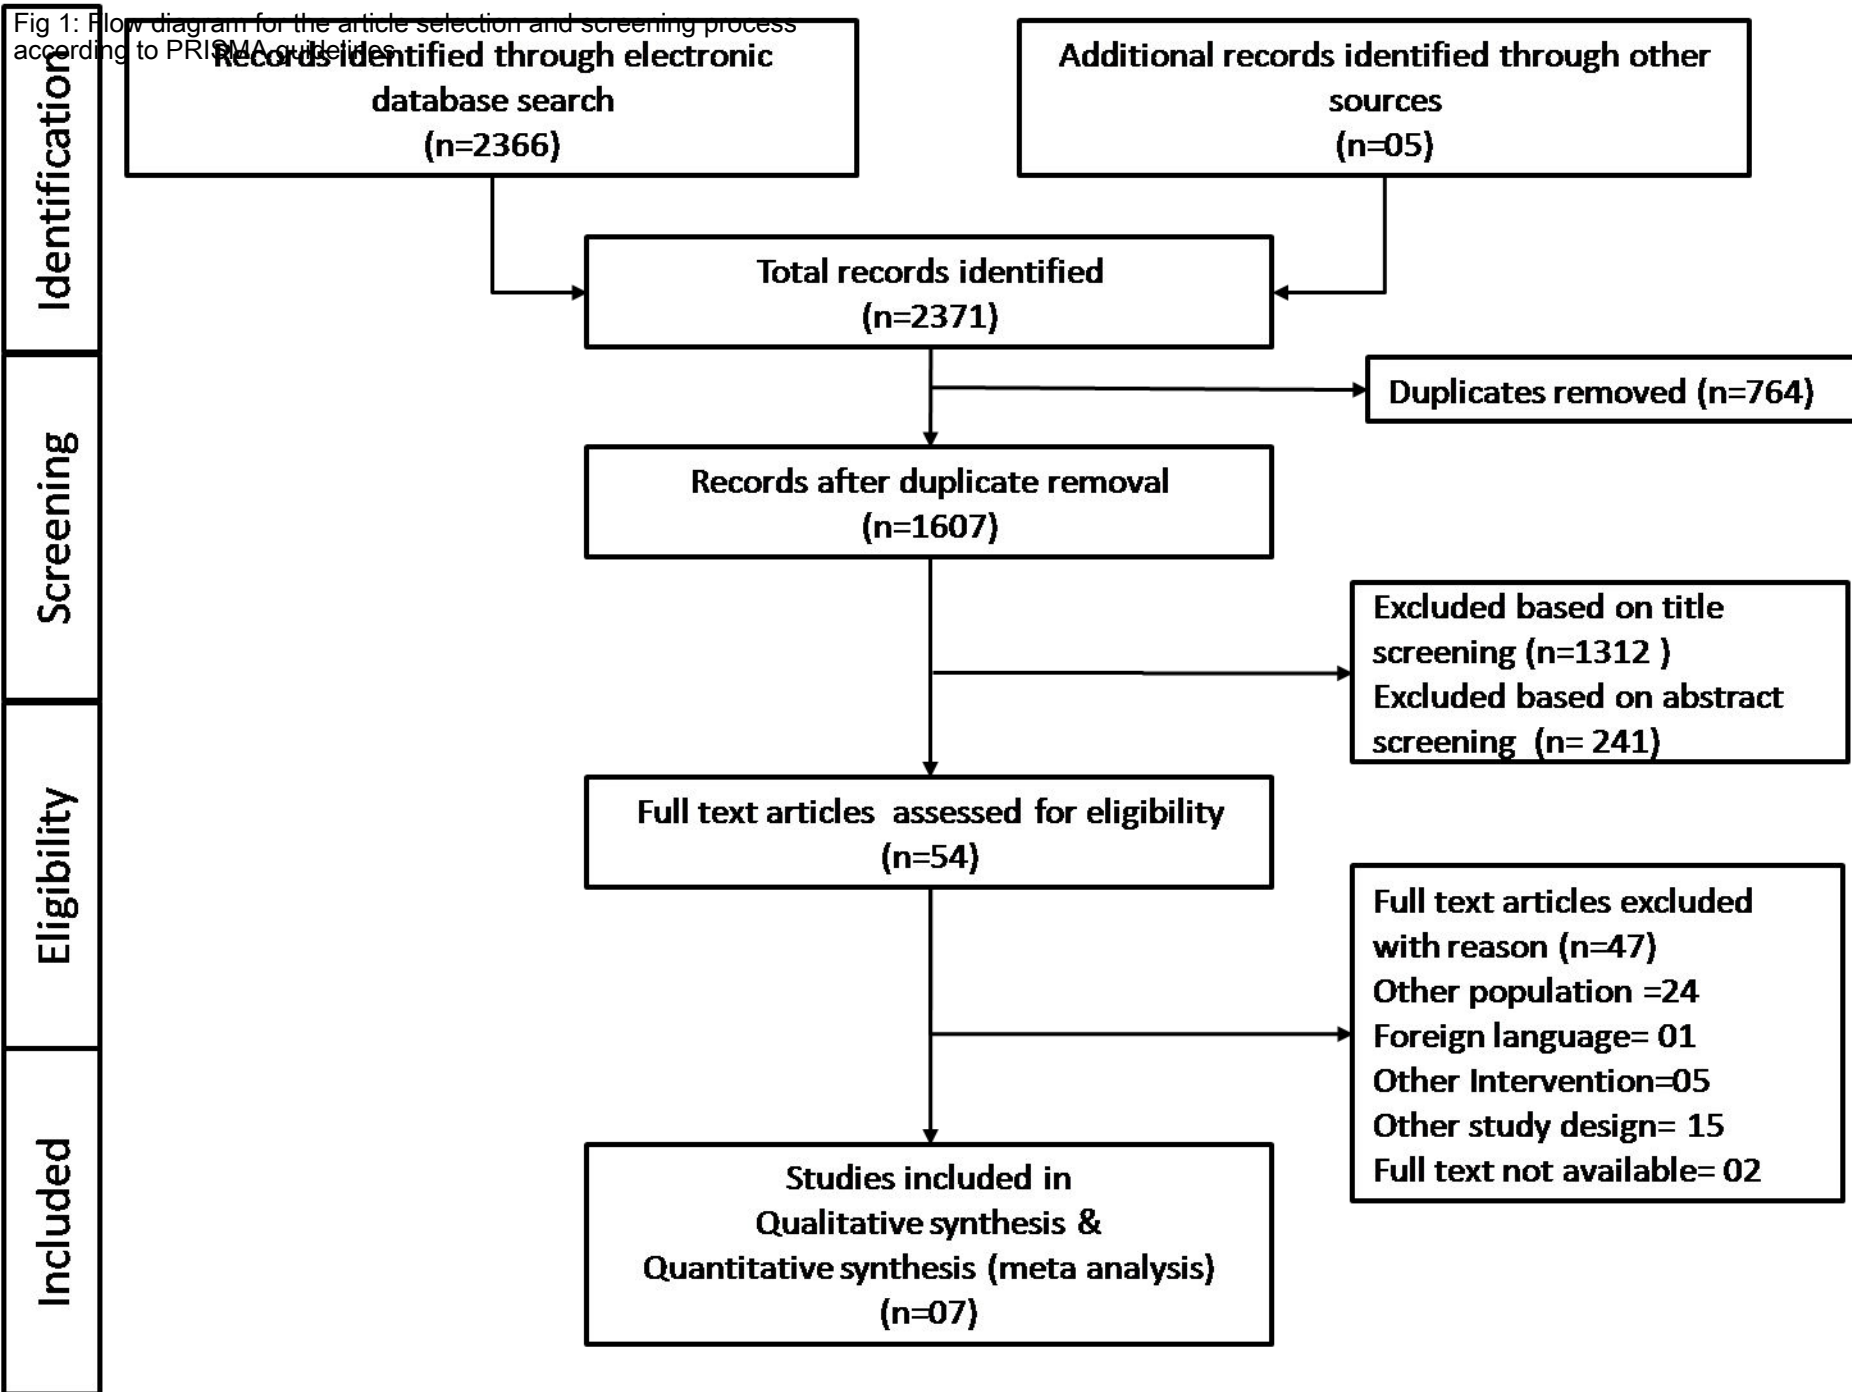 Fig 1: Flow diagram for the article selection and screening process
according to PRISMA guidelines
Identification
Records identified through electronic
database search
(n=2366)
Additional records identified through other
sources
(n=05)
Total records identified
(n=2371)
Screening
Duplicates removed (n=764)
Records after duplicate removal
(n=1607)
Excluded based on title
screening (n=1312 )
Excluded based on abstract
screening (n= 241)
Eligibility
Full text articles assessed for eligibility
(n=54)
Full text articles excluded
with reason (n=47)
Other population =24
Foreign language= 01
Other Intervention=05
Other study design= 15
Full text not available= 02
Included
Studies included in
Qualitative synthesis &
Quantitative synthesis (meta analysis)
(n=07)